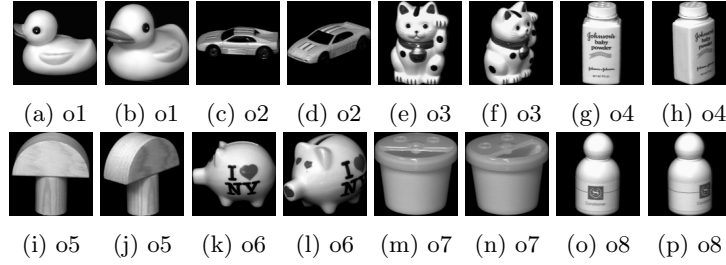 Johnson's
baby
powder
(a) o1 (b) o1 (c) o2 (d) o2 (e) o3 (f) o3 (g) o4 (h) o4
I ♥
NY
(i) o5 (j) o5 (k) o6 (l) o6 (m) o7 (n) o7 (o) o8 (p) o8